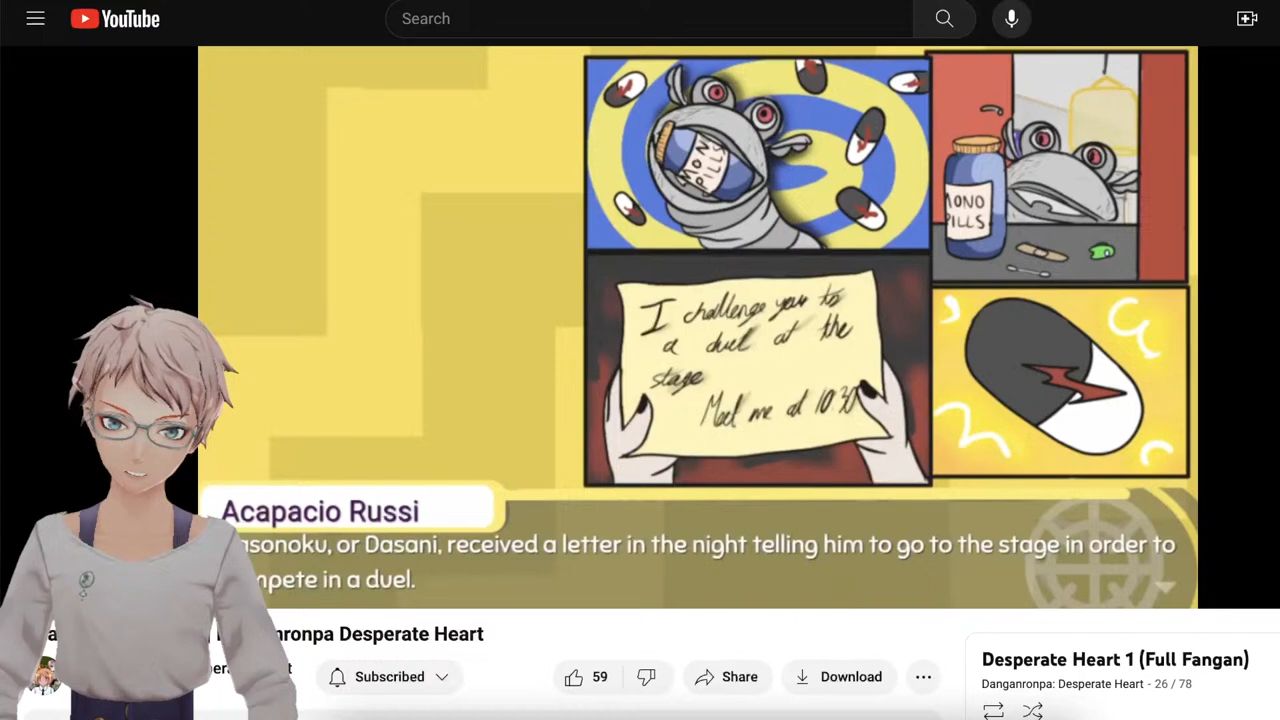 YouTube
Search
MONO
PILLS
MONO
PILLS
I challenge you to
a duel at the
stage
Meet me at 10:30
Acapacio Russi
asonoku, or Dasani, received a letter in the night telling him to go to the stage in order to
mpete in a duel.
ronpa Desperate Heart
Subscribed
59
Share
Download
Desperate Heart 1 (Full Fangan)
Danganronpa: Desperate Heart - 26 / 78